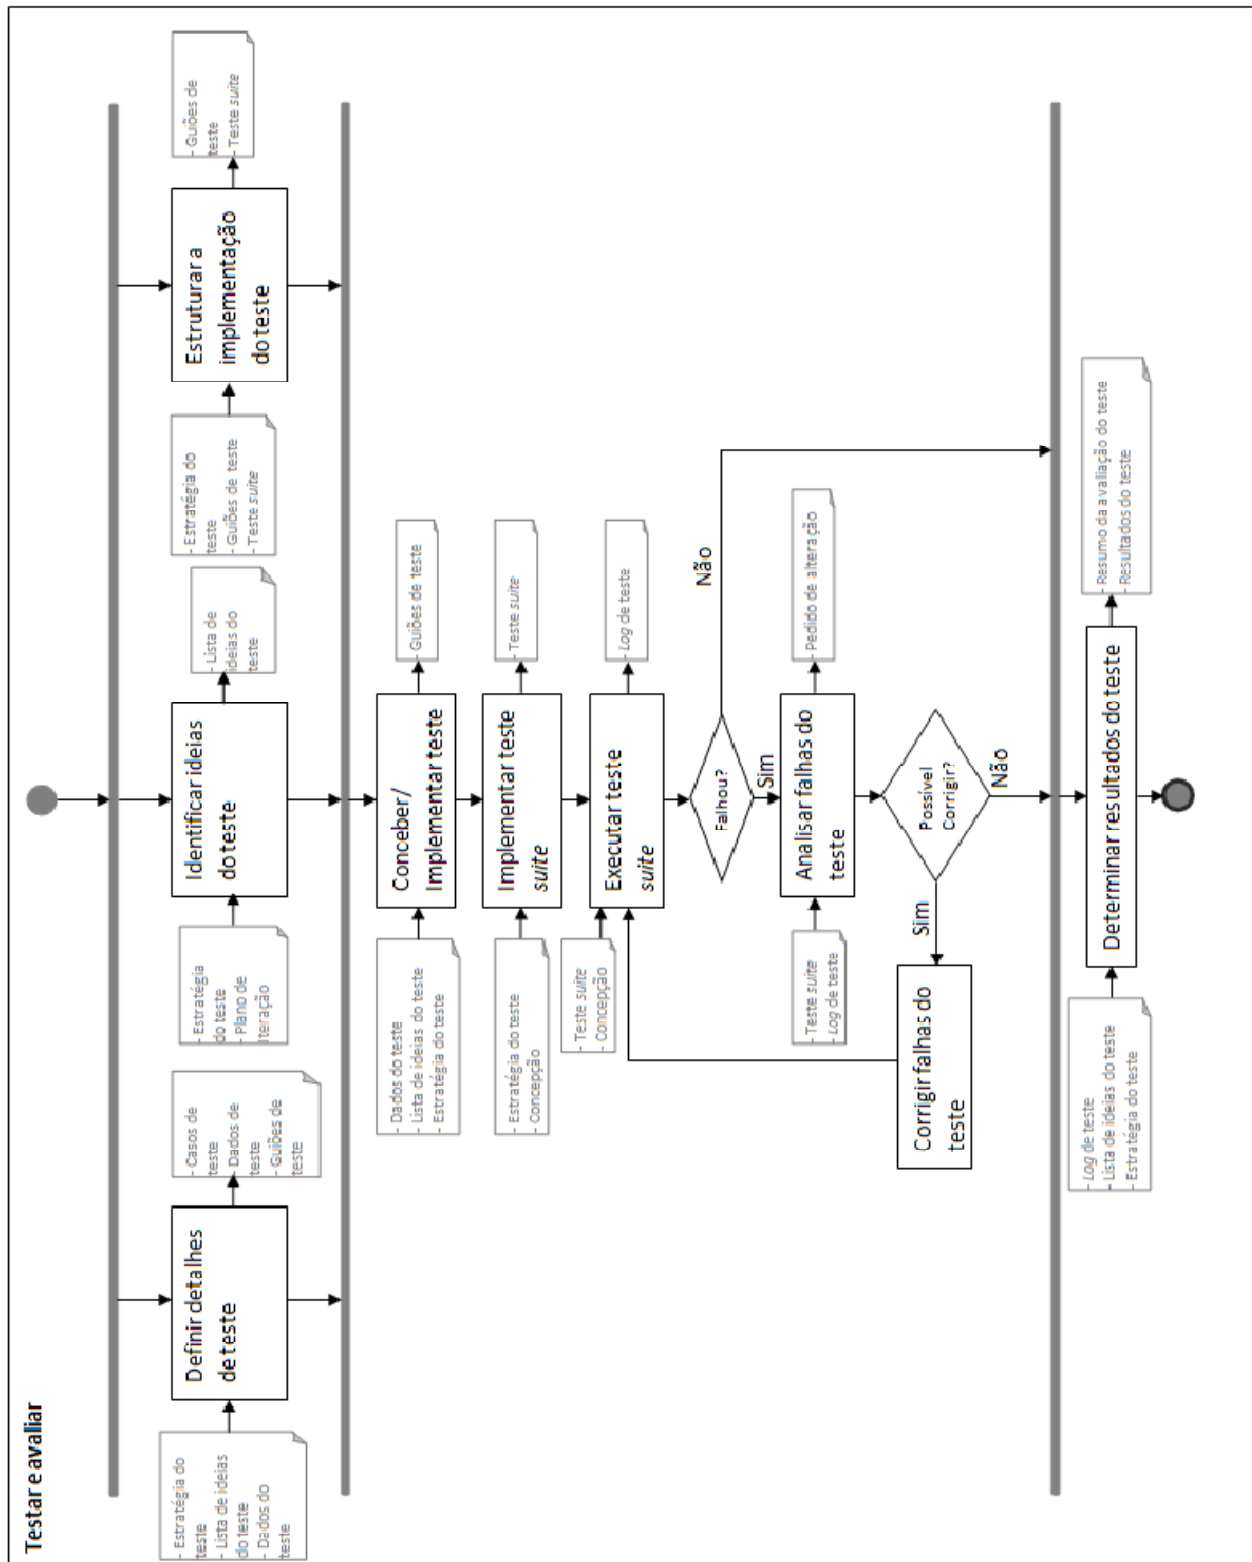 Testar e avaliar
- Estratégia do
teste
- Lista de ideias
do teste
- Dados do
teste
Definir detalhes
de teste
- Casos de
teste
- Dados de
teste
- Guiões de
teste
- Estratégia
do teste
- Plano de
Iteração
Identificar ideias
do teste
- Lista de
ideias do
teste
- Estratégia do
teste
- Guiões de teste
- Teste suite
Estruturar a
implementação
do teste
- Guiões de
teste
- Teste suite
- Dados do teste
- Lista de ideias do teste
- Estratégia do teste
Conceber/
Implementar teste
- Guiões de teste
- Estratégia do teste
- Concepção
Implementar teste
suite
- Teste suite
- Teste suite
- Concepção
Executar teste
suite
- Log de teste
Falhou?
Não
Sim
- Teste suite
- Log de teste
Analisar falhas do
teste
- Pedido de alteração
Possível
Corrigir?
Sim
Não
Corrigir falhas do
teste
- Log de teste
- Lista de ideias do teste
- Estratégia do teste
Determinar resultados do teste
- Resumo da avaliação do teste
- Resultados do teste